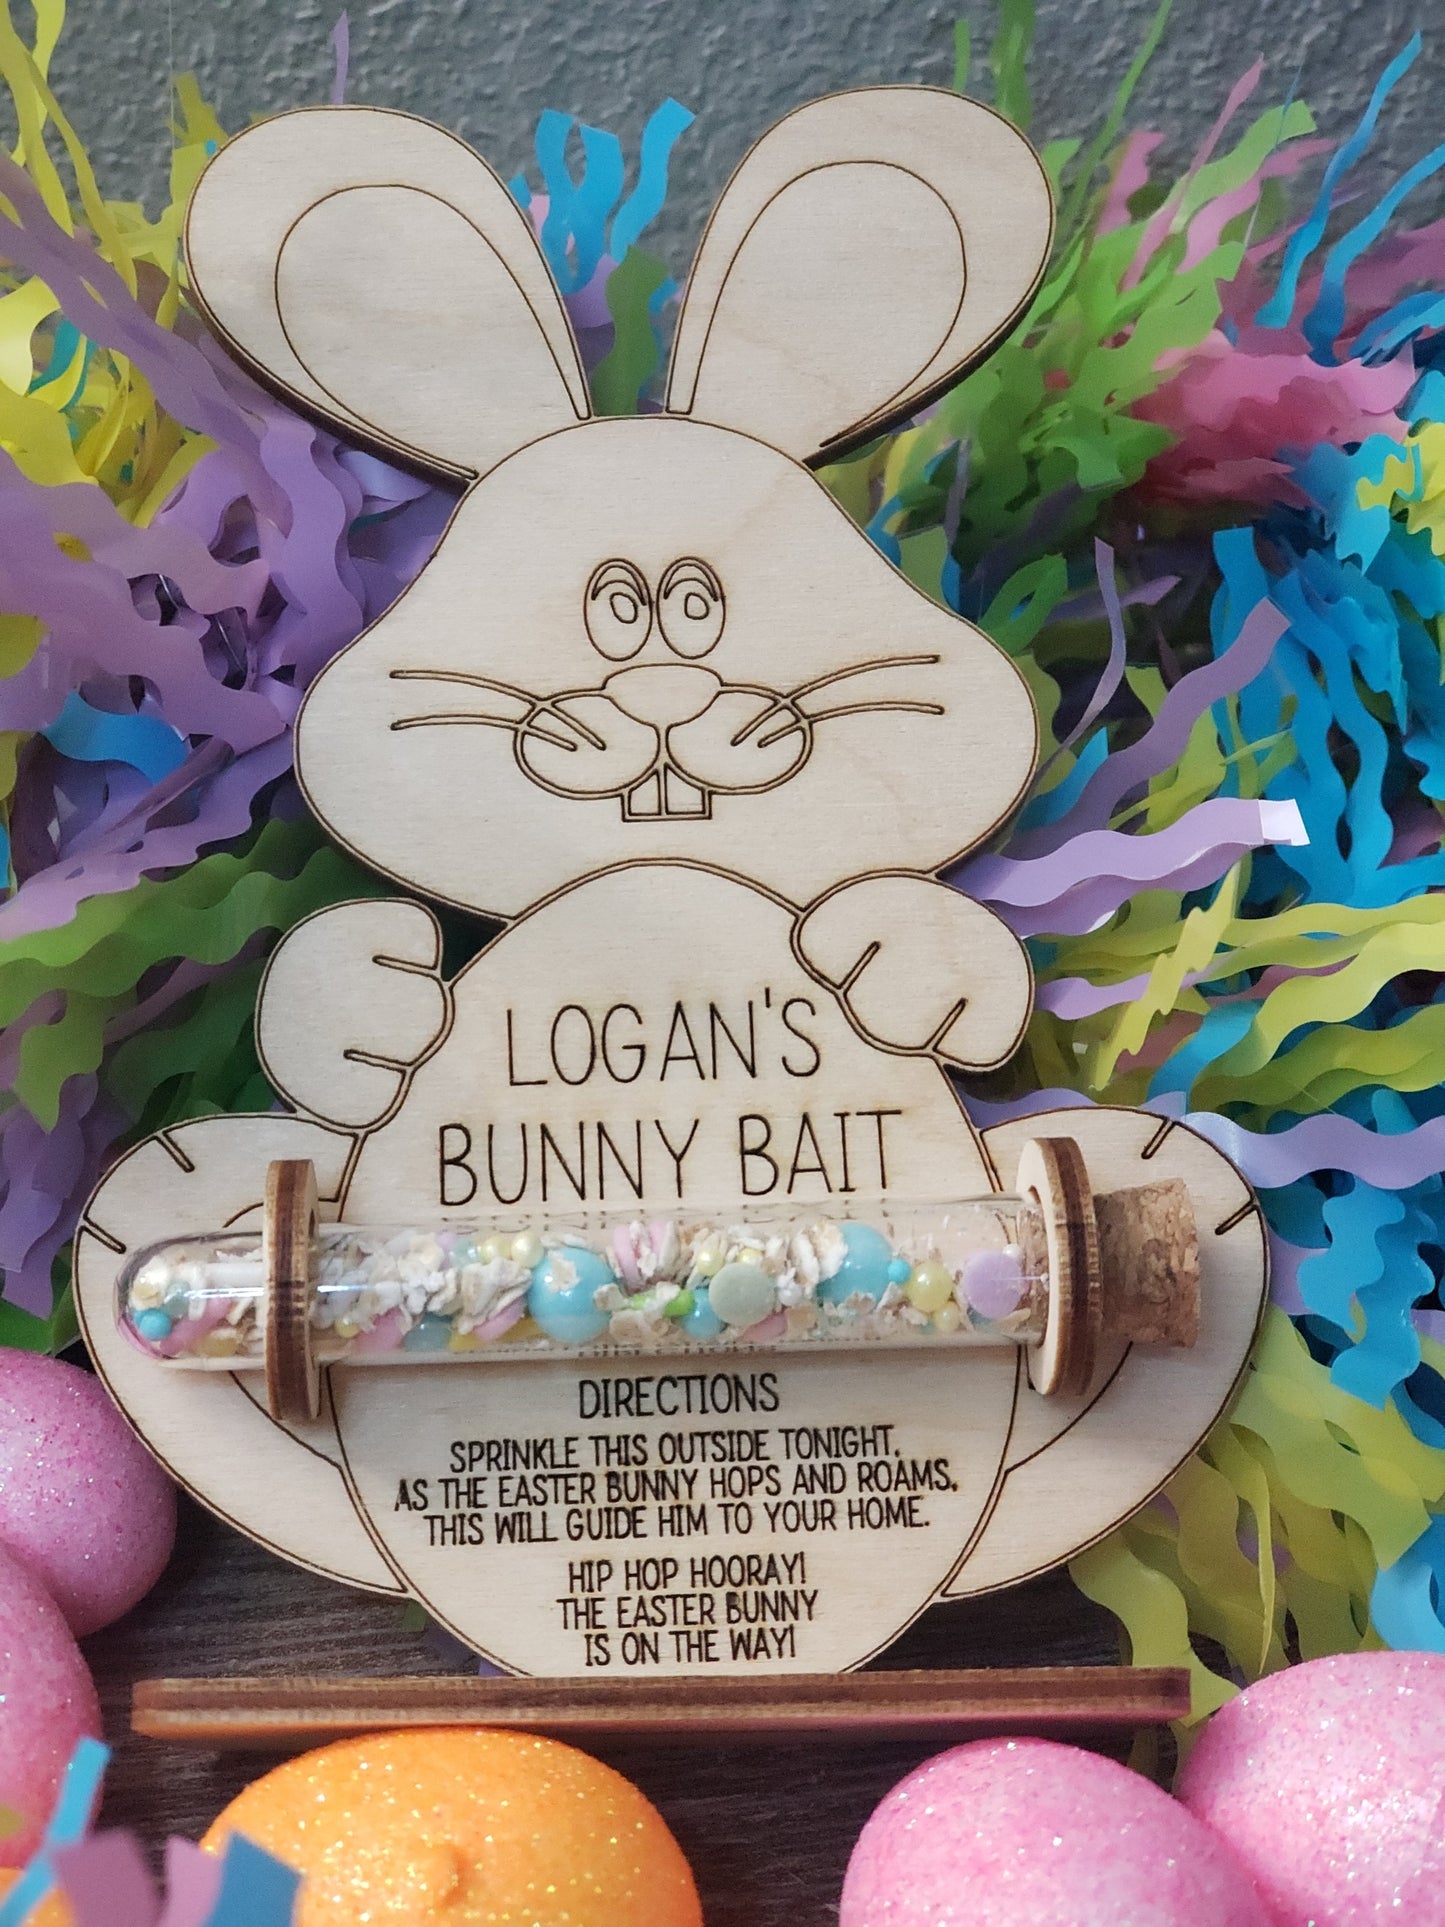 LOGAN'S
BUNNY BAIT
DIRECTIONS
SPRINKLE THIS OUTSIDE TONIGHT.
AS THE EASTER BUNNY HOPS AND ROAMS,
THIS WILL GUIDE HIM TO YOUR HOME.
HIP HOP HOORAY!
THE EASTER BUNNY
IS ON THE WAY!